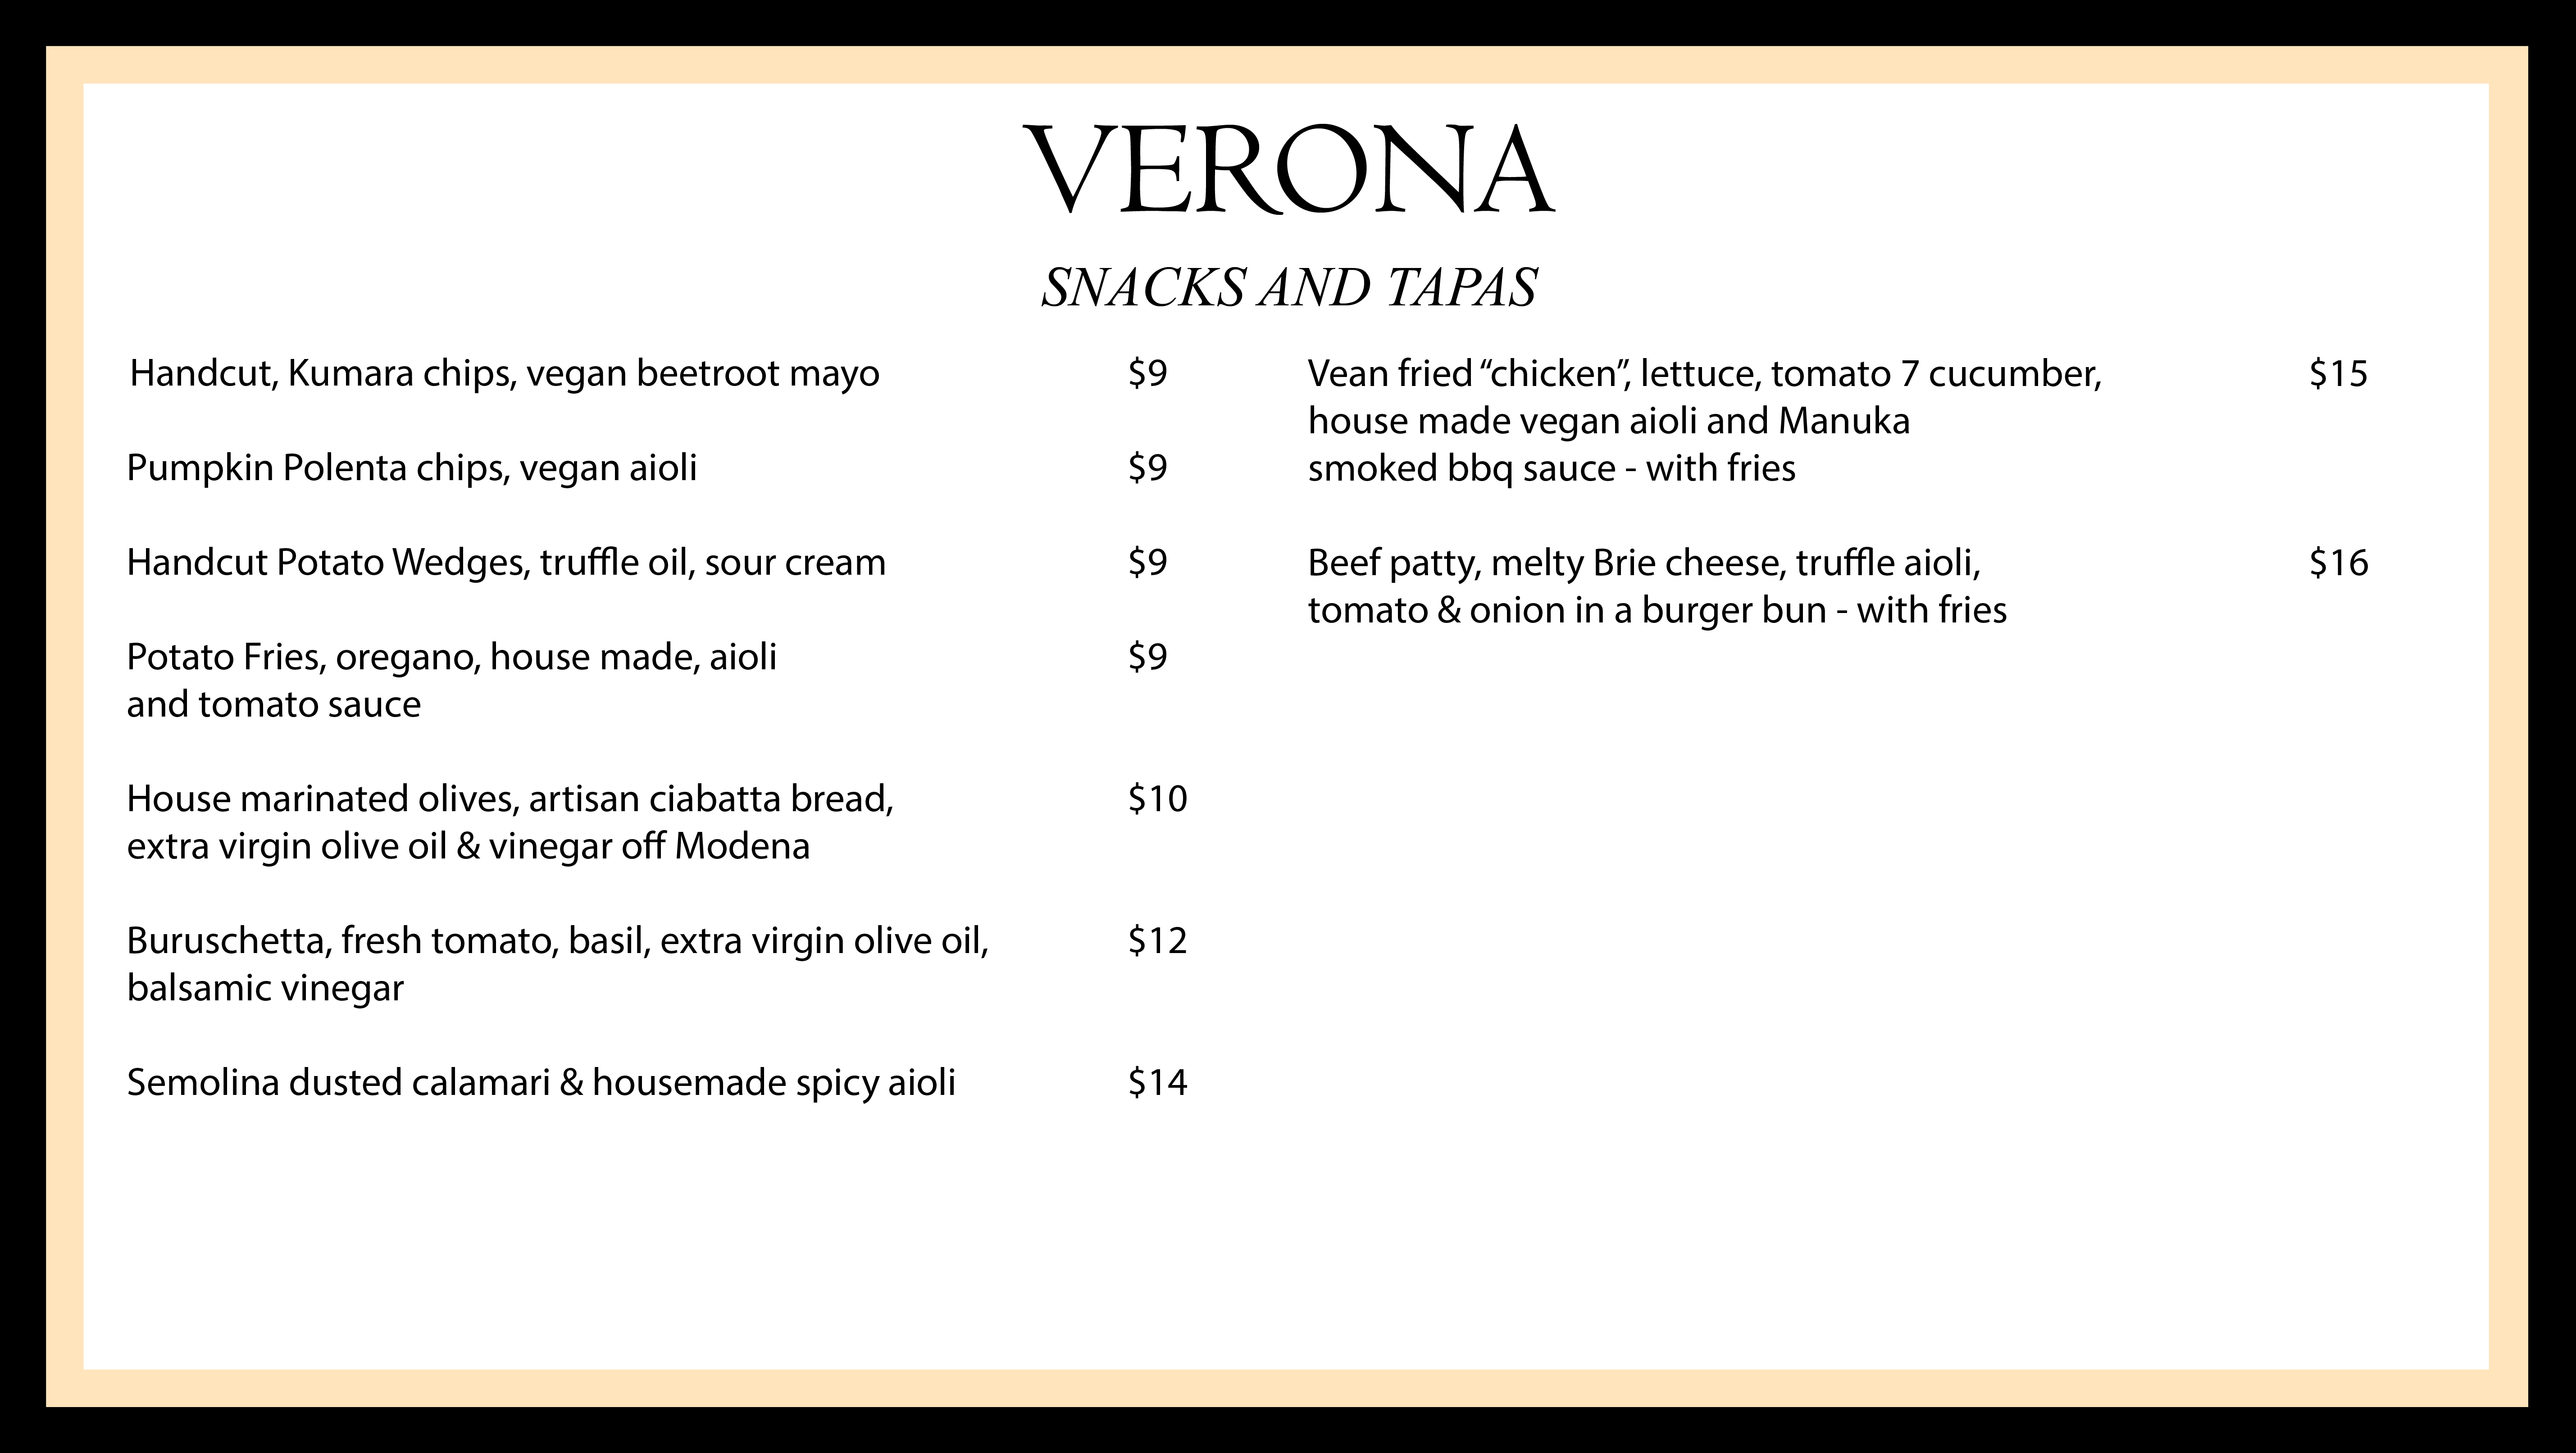 VERONA
SNACKS AND TAPAS
Handcut, Kumara chips, vegan beetroot mayo $9
Pumpkin Polenta chips, vegan aioli $9
Handcut Potato Wedges, truffle oil, sour cream $9
Potato Fries, oregano, house made, aioli $9
and tomato sauce
House marinated olives, artisan ciabatta bread, $10
extra virgin olive oil & vinegar off Modena
Buruschetta, fresh tomato, basil, extra virgin olive oil, $12
balsamic vinegar
Semolina dusted calamari & housemade spicy aioli $14
Vean fried “chicken”, lettuce, tomato 7 cucumber, $15
house made vegan aioli and Manuka
smoked bbq sauce - with fries
Beef patty, melty Brie cheese, truffle aioli, $16
tomato & onion in a burger bun - with fries